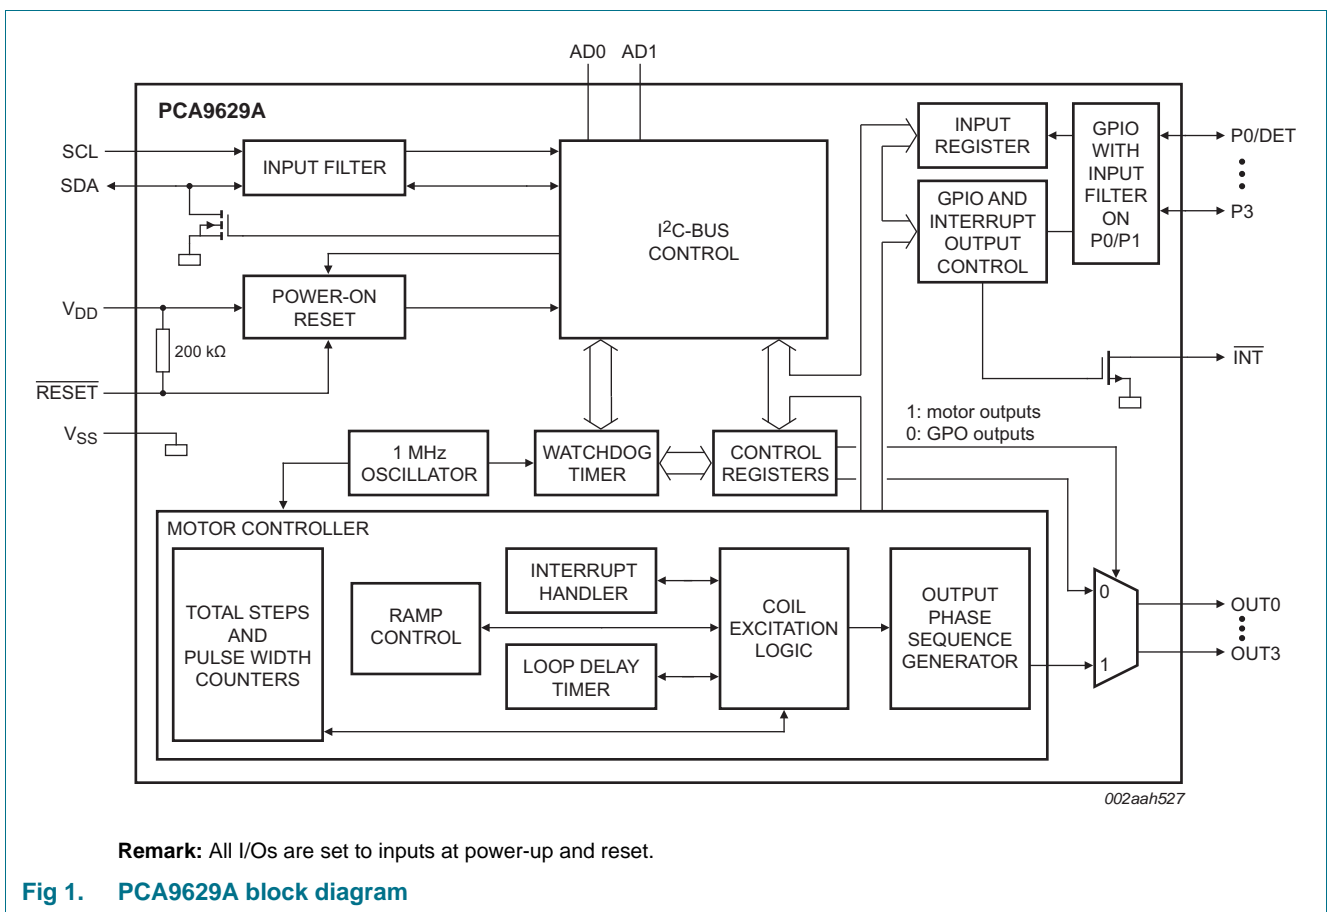 AD0 AD1
PCA9629A
SCL
SDA
INPUT FILTER
I²C-BUS
CONTROL
INPUT
REGISTER
GPIO
WITH
INPUT
FILTER
ON
P0/P1
P0/DET
P3
GPIO AND
INTERRUPT
OUTPUT
CONTROL
VDD
POWER-ON
RESET
200 kΩ
RESET
VSS
INT
1: motor outputs
0: GPO outputs
1 MHz
OSCILLATOR
WATCHDOG
TIMER
CONTROL
REGISTERS
MOTOR CONTROLLER
TOTAL STEPS
AND
PULSE WIDTH
COUNTERS
RAMP
CONTROL
INTERRUPT
HANDLER
LOOP DELAY
TIMER
COIL
EXCITATION
LOGIC
OUTPUT
PHASE
SEQUENCE
GENERATOR
0
1
OUT0
OUT3
002aah527
Remark: All I/Os are set to inputs at power-up and reset.
Fig 1. PCA9629A block diagram